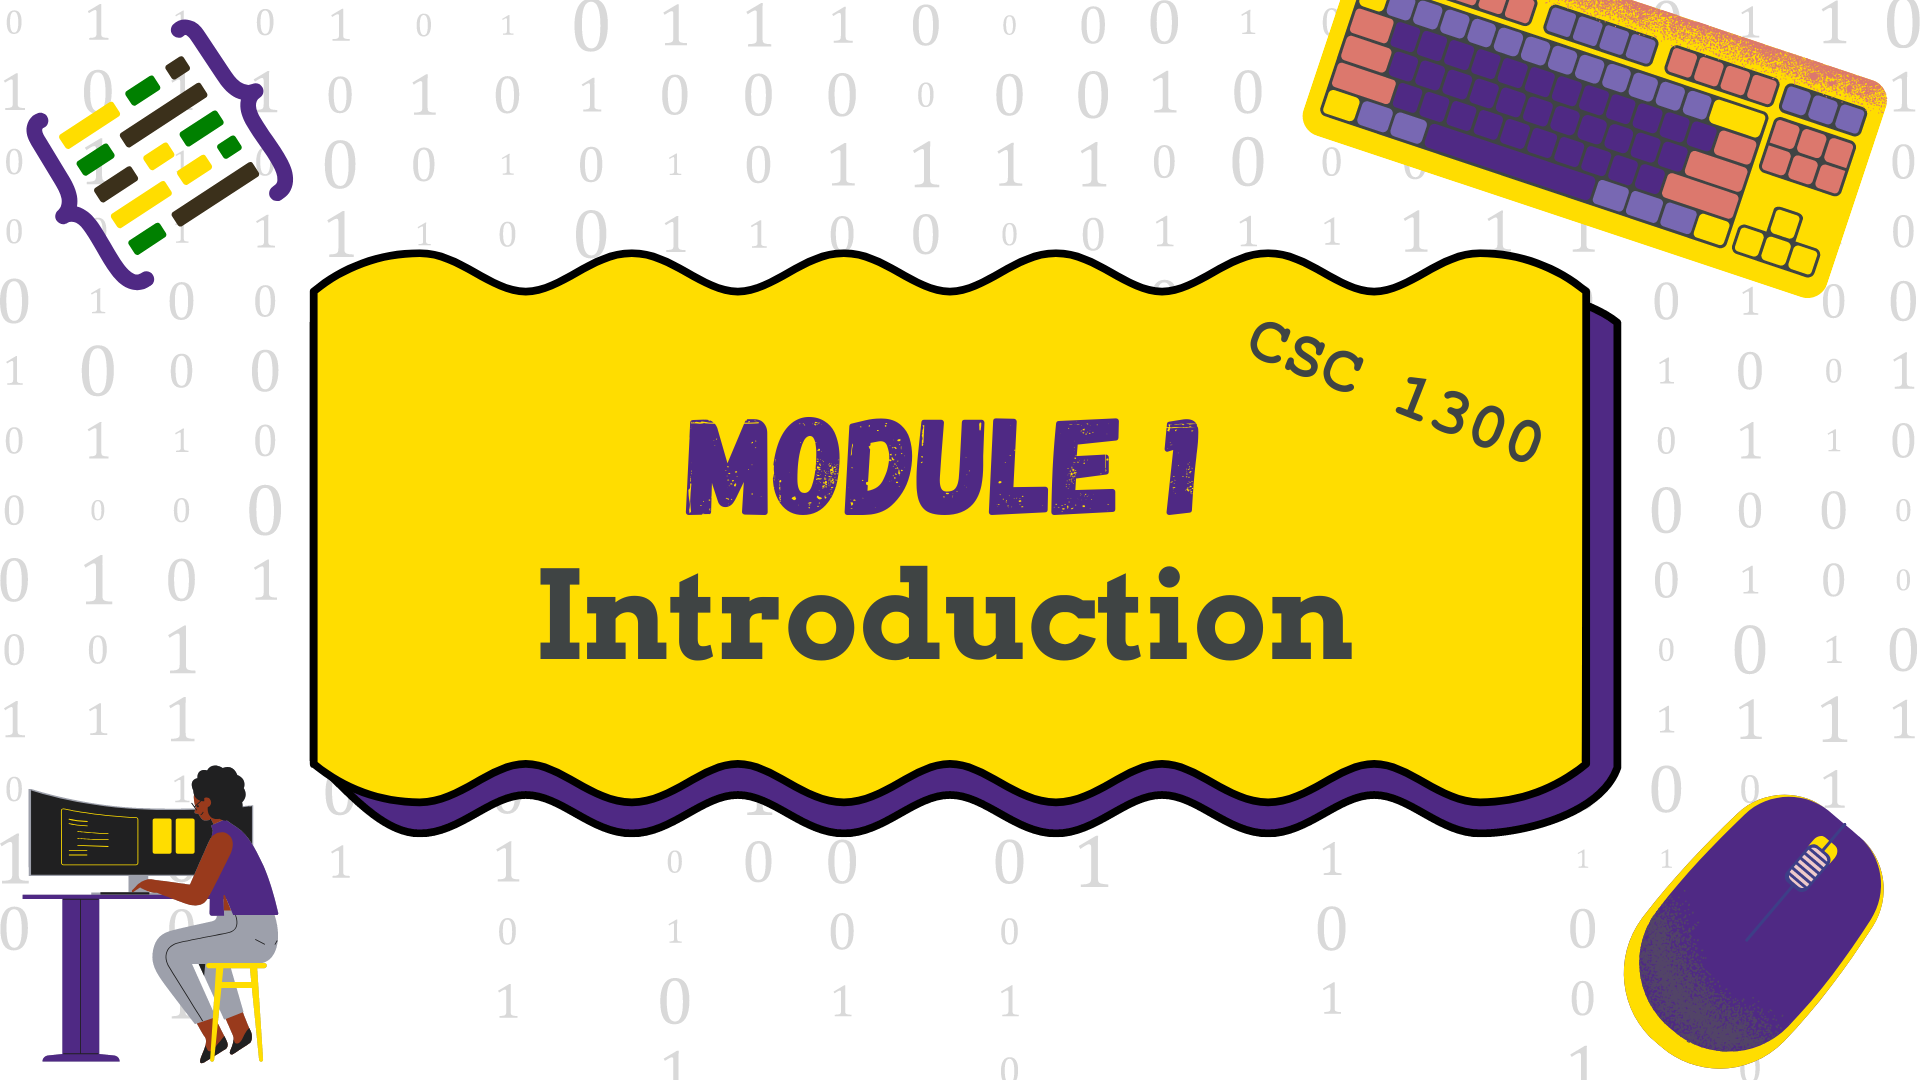 CSC 1300
MODULE 1
Introduction